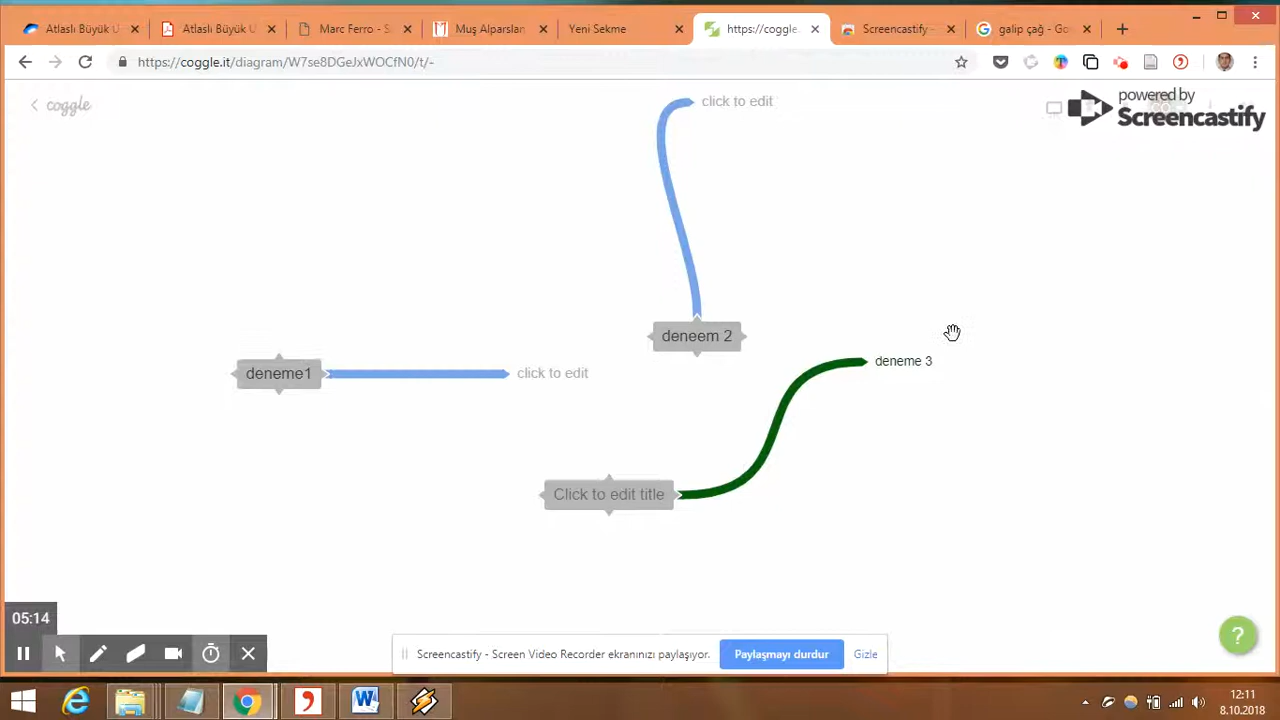 Atlaslı Büyük U
Atlaslı Büyük U
Marc Ferro - S
Muş Alparslan
Yeni Sekme
https://coggle.
Screencastify -
galip çağ - Go
https://coggle.it/diagram/W7se8DGeJxWOCfN0/t/-
coggle
click to edit
powered by
Screencastify
deneem 2
deneme 3
deneme1
click to edit
Click to edit title
05:14
Screencastify - Screen Video Recorder ekranınızı paylaşıyor.
Paylaşmayı durdur
Gizle
?
12:11
8.10.2018